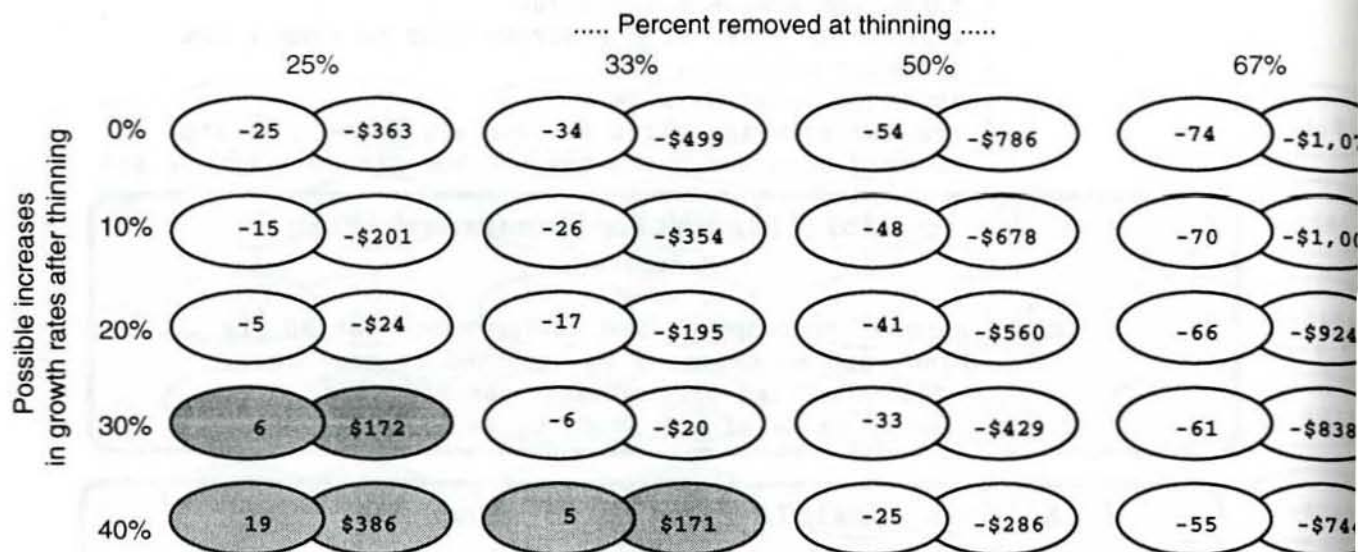 ..... Percent removed at thinning .....
25% 33% 50% 67%
Possible increases
in growth rates after thinning
0% -25 -$363 -34 -$499 -54 -$786 -74
10% -15 -$201 -26 -$354 -48 -$678 -70
20% -5 -$24 -17 -$195 -41 -$560 -66 -$924
30% 6 $172 -6 -$20 -33 -$429 -61 -$838
40% 19 $386 5 $171 -25 -$286 -55